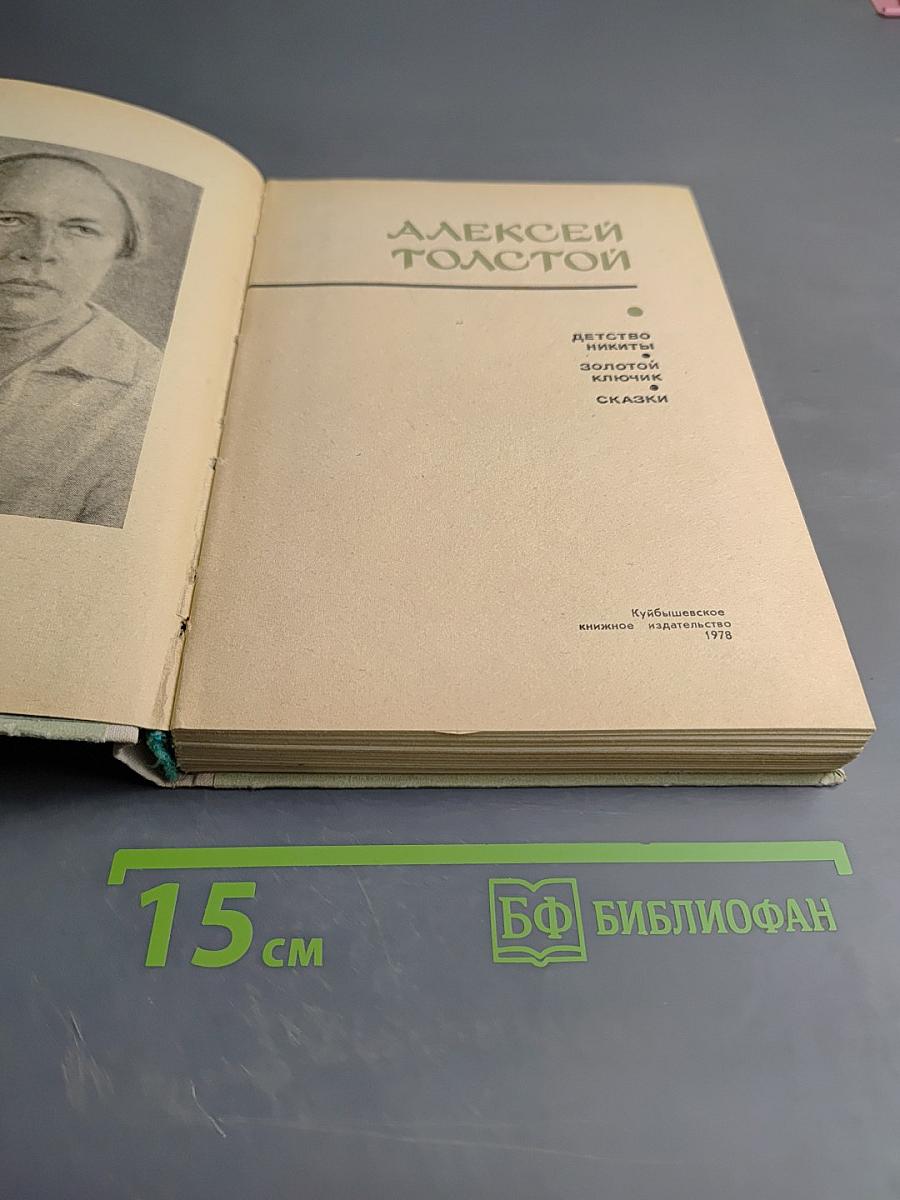 АЛЕКСЕЙ
ТОЛСТОЙ
ДЕТСТВО
НИКИТЫ
ЗОЛОТОЙ
КЛЮЧИК
СКАЗКИ
Куйбышевское
книжное издательство
1978
15 см
БФ БИБЛИОФАН